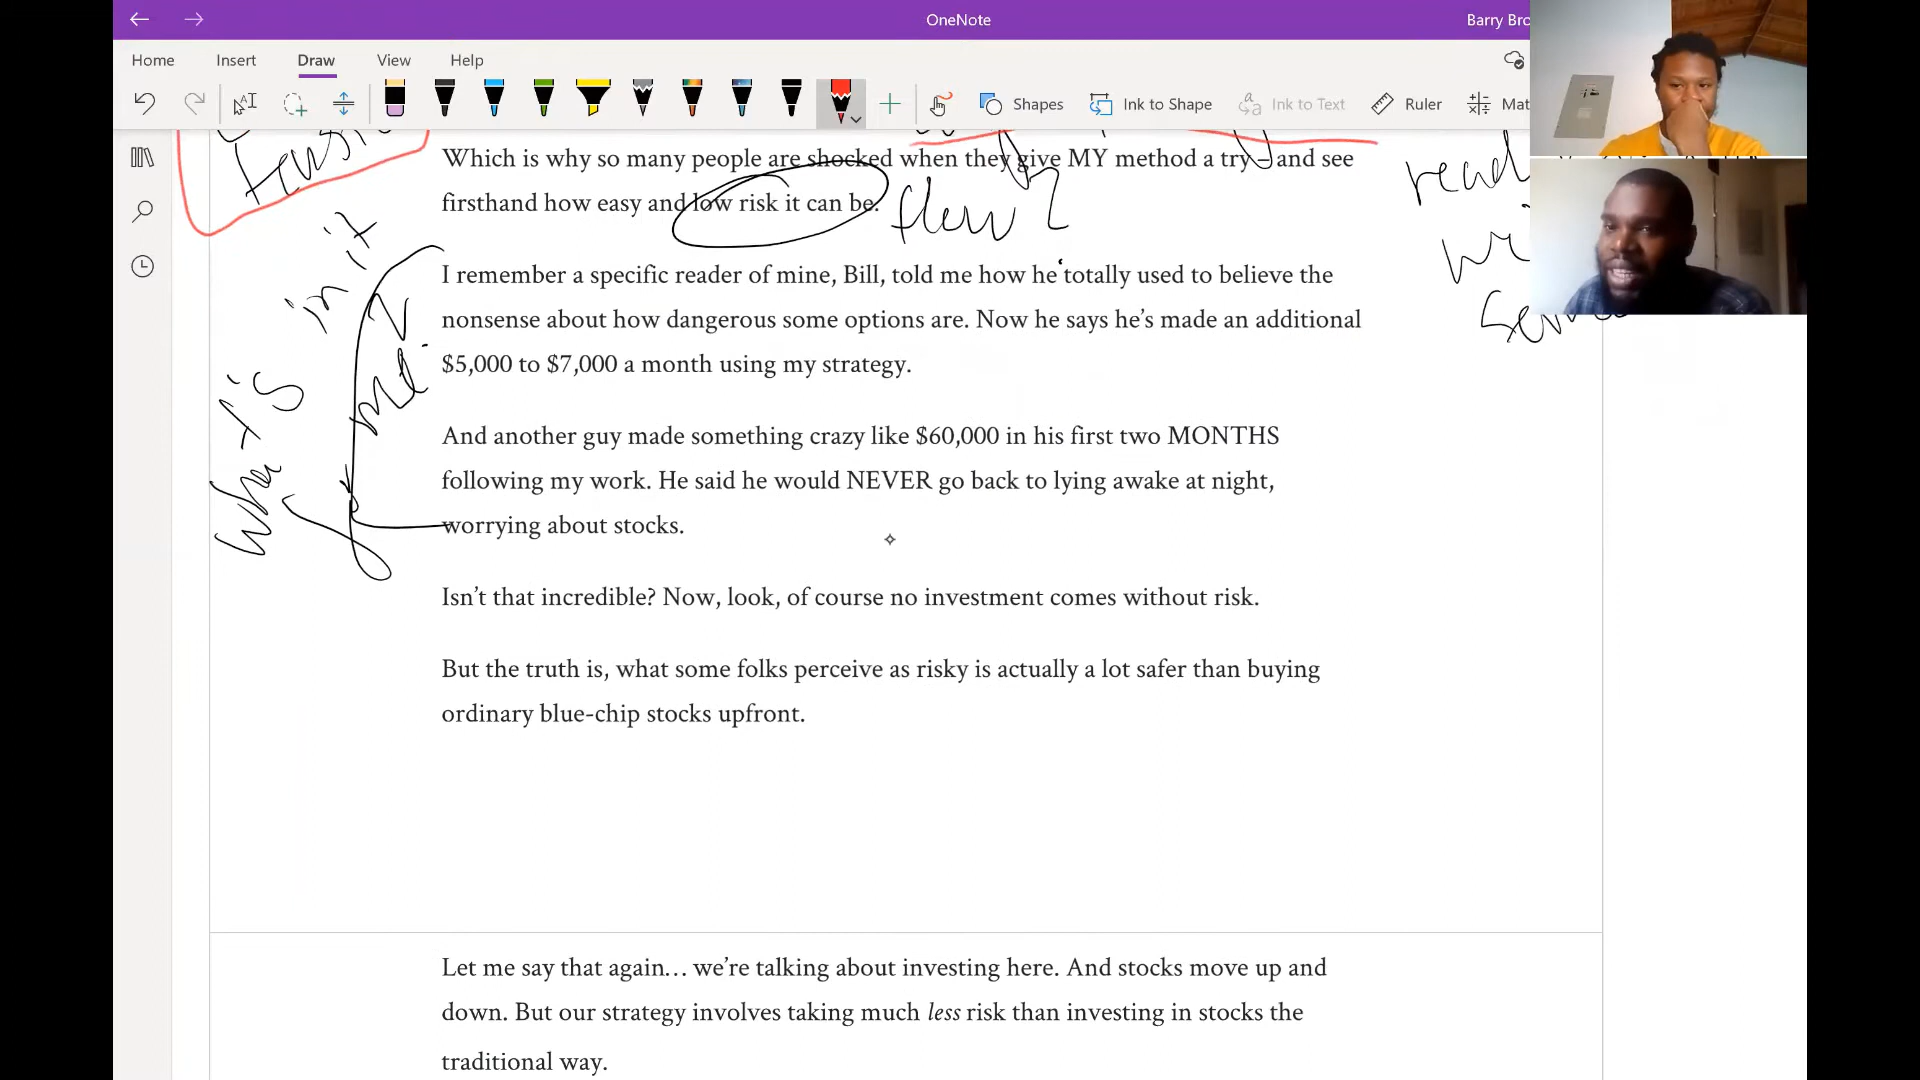 OneNote
Barry Bro
Home Insert Draw View Help
Shapes Ink to Shape Ink to Text Ruler Mat
Tensio
Which is why so many people are shocked when they give MY method a try – and see
firsthand how easy and low risk it can be.
flow?
read
wi
I remember a specific reader of mine, Bill, told me how he totally used to believe the
nonsense about how dangerous some options are. Now he says he’s made an additional
$5,000 to $7,000 a month using my strategy.
What's in it
for me?
And another guy made something crazy like $60,000 in his first two MONTHS
following my work. He said he would NEVER go back to lying awake at night,
worrying about stocks.
Isn’t that incredible? Now, look, of course no investment comes without risk.
But the truth is, what some folks perceive as risky is actually a lot safer than buying
ordinary blue-chip stocks upfront.
Let me say that again… we’re talking about investing here. And stocks move up and
down. But our strategy involves taking much less risk than investing in stocks the
traditional way.